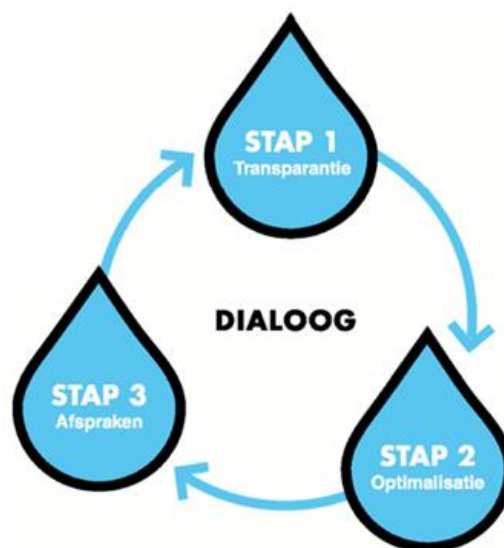 STAP 1
Transparantie
DIALOOG
STAP 3
Afspraken
STAP 2
Optimalisatie